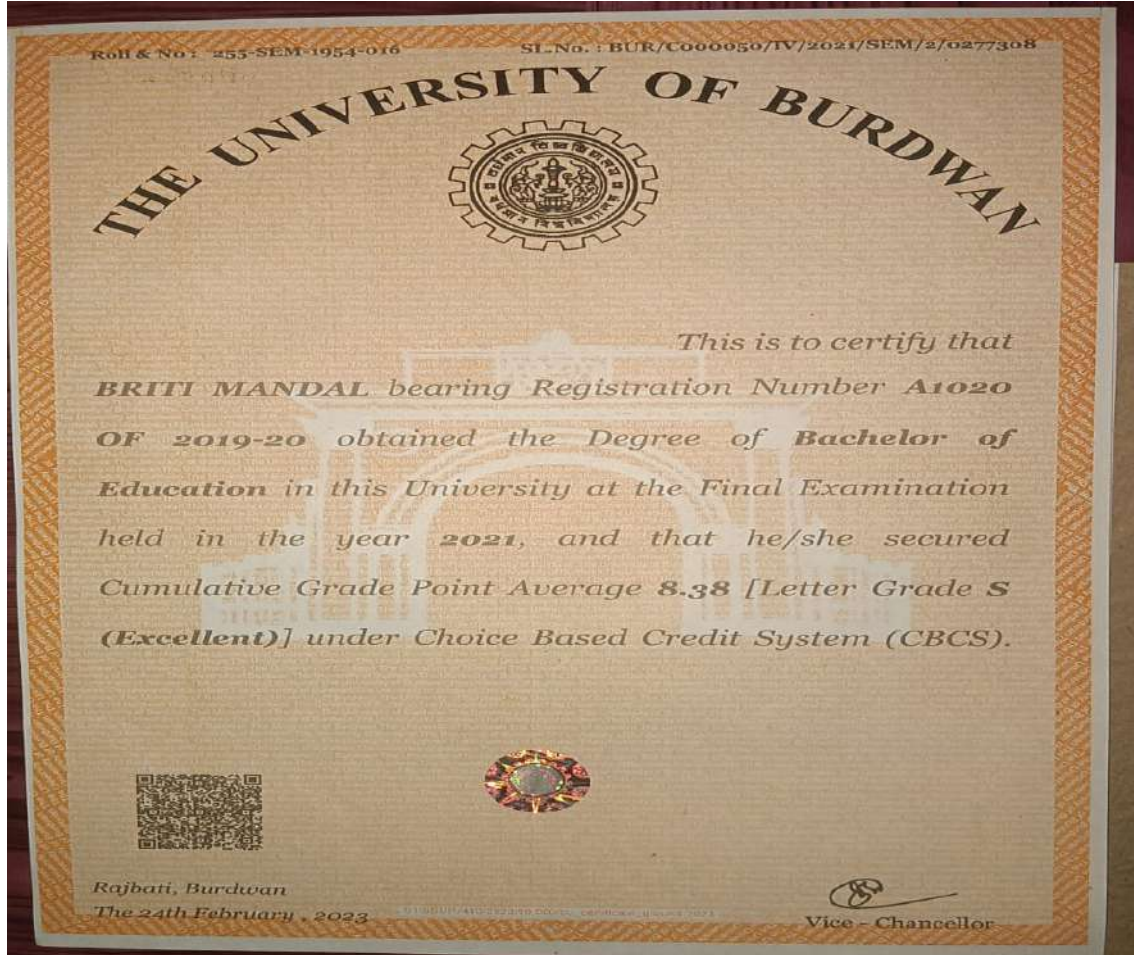 Roll & No : 255-SEM-1954-016
SL.No. : BUR/C000050/IV/2021/SEM/2/0277308
THE UNIVERSITY OF BURDWAN
বর্ধমান বিশ্ববিদ্যালয়
This is to certify that
BRITI MANDAL bearing Registration Number A1020
OF 2019-20 obtained the Degree of Bachelor of
Education in this University at the Final Examination
held in the year 2021, and that he/she secured
Cumulative Grade Point Average 8.38 [Letter Grade S
(Excellent)] under Choice Based Credit System (CBCS).
Rajbati, Burdwan
The 24th February , 2023
Vice - Chancellor